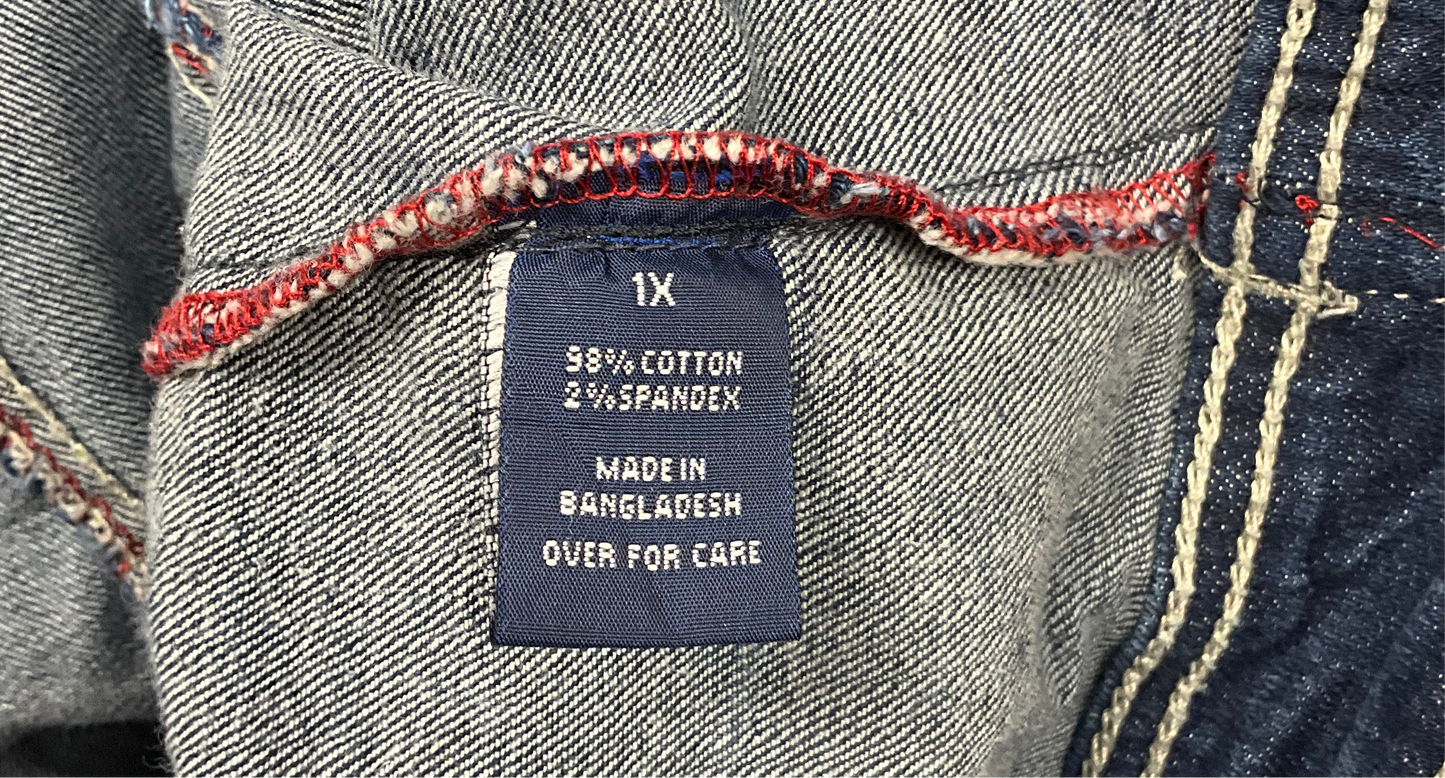 1X
98% COTTON
2% SPANDEX
MADE IN
BANGLADESH
OVER FOR CARE